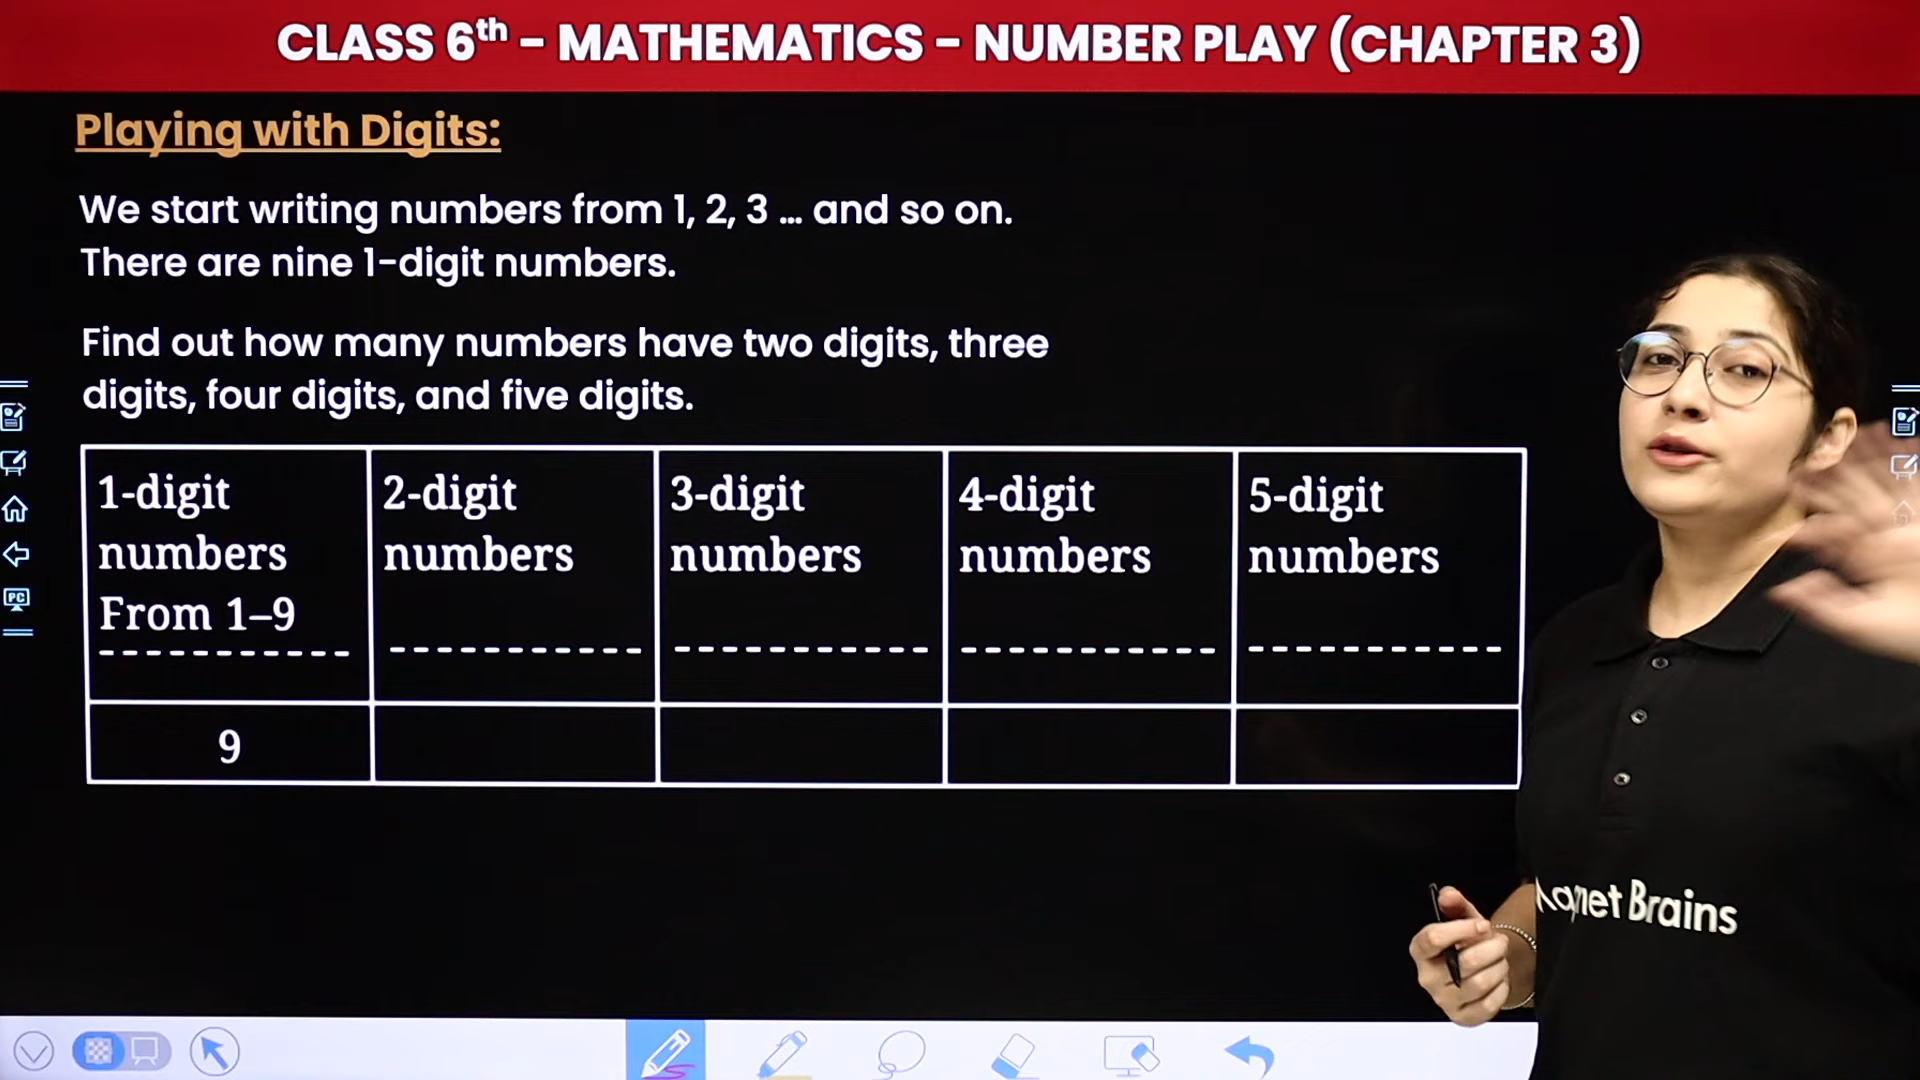 CLASS 6th - MATHEMATICS - NUMBER PLAY (CHAPTER 3)
Playing with Digits:
We start writing numbers from 1, 2, 3 ... and so on.
There are nine 1-digit numbers.
Find out how many numbers have two digits, three
digits, four digits, and five digits.
1-digit
numbers
From 1–9
2-digit
numbers
3-digit
numbers
4-digit
numbers
5-digit
numbers
9
PC
Magnet Brains